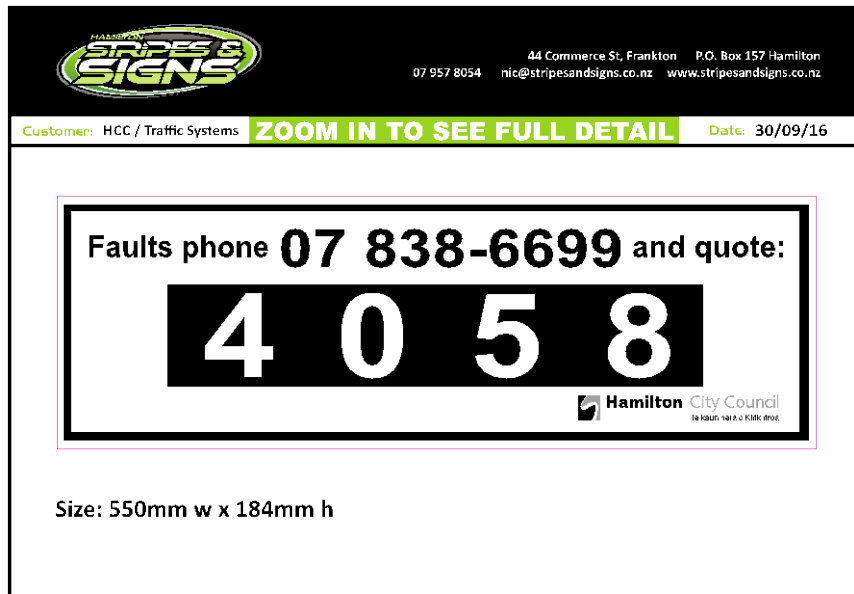 HAMILTON
STRIPES &
SIGNS
44 Commerce St, Frankton P.O. Box 157 Hamilton
07 957 8054 nic@stripesandsigns.co.nz www.stripesandsigns.co.nz
Customer: HCC / Traffic Systems ZOOM IN TO SEE FULL DETAIL Date: 30/09/16
Faults phone 07 838-6699 and quote:
4 0 5 8
Hamilton City Council
Size: 550mm w x 184mm h